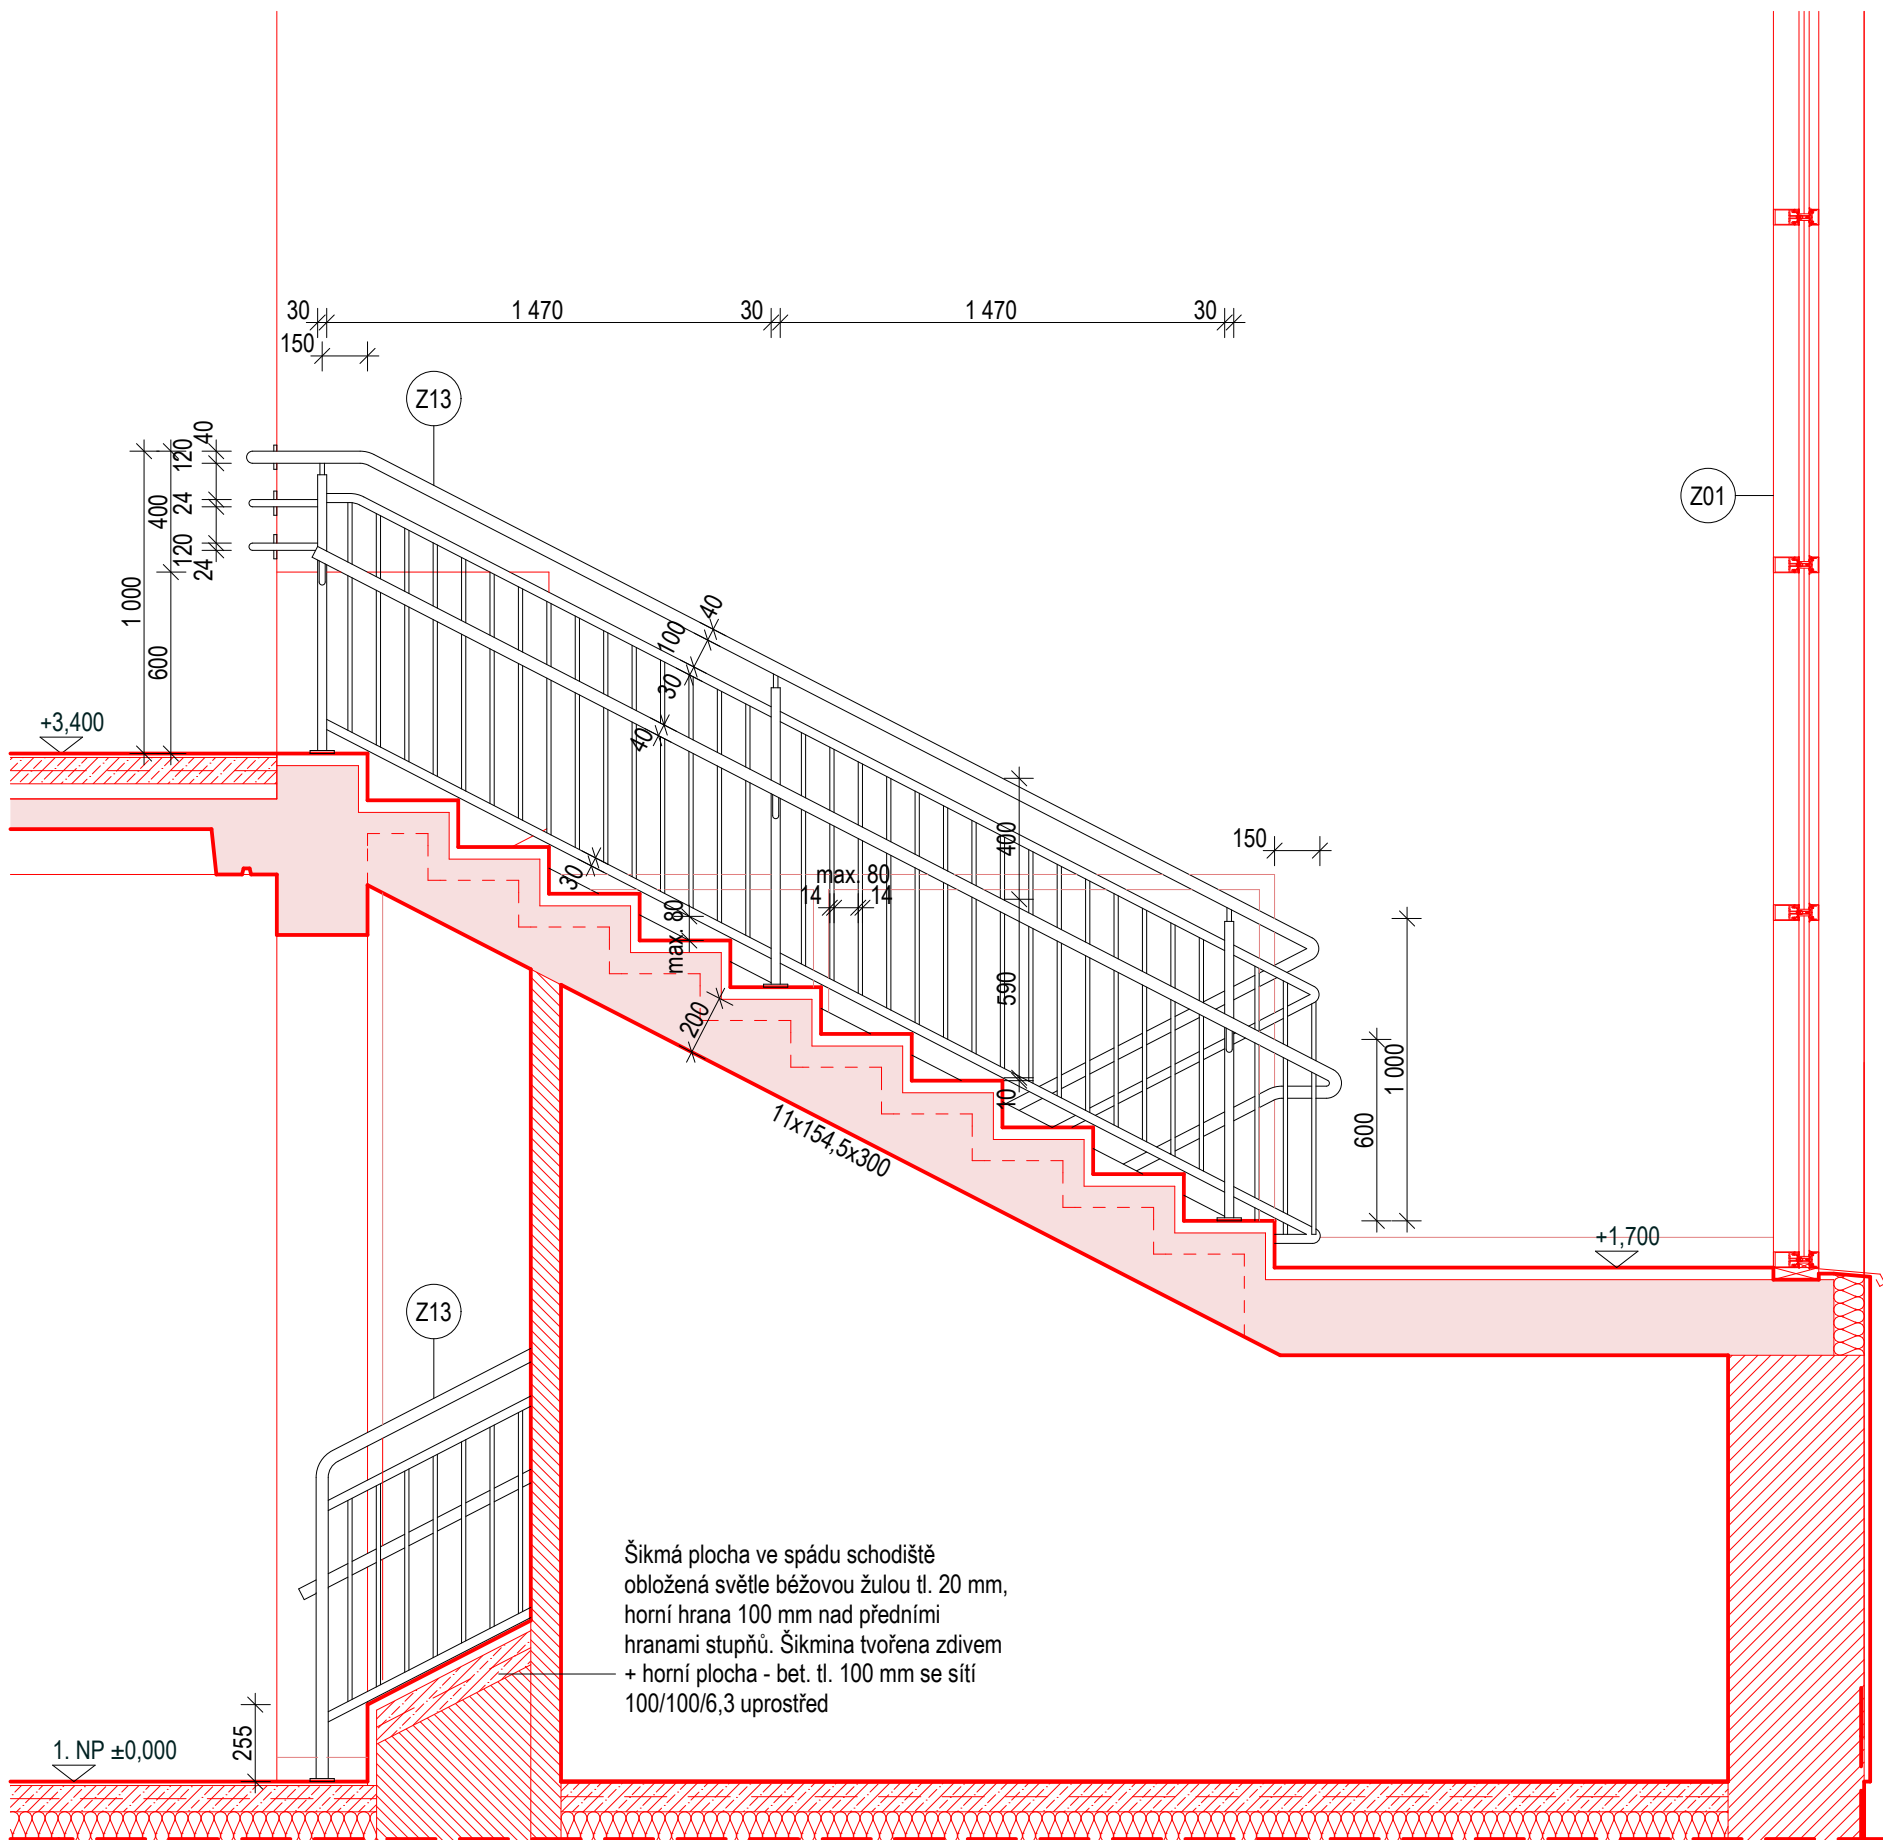 30
1 470
30
1 470
30
150
Z13
40
120
24
400
120
24
1 000
600
Z01
40
100
30
40
+3,400
30
max. 80
14
14
max. 80
400
590
10
150
200
11x154,5x300
1 000
600
+1,700
Z13
Šikmá plocha ve spádu schodiště
obložená světle béžovou žulou tl. 20 mm,
horní hrana 100 mm nad předními
hranami stupňů. Šikmina tvořena zdivem
+ horní plocha - bet. tl. 100 mm se sítí
100/100/6,3 uprostřed
255
1. NP ±0,000